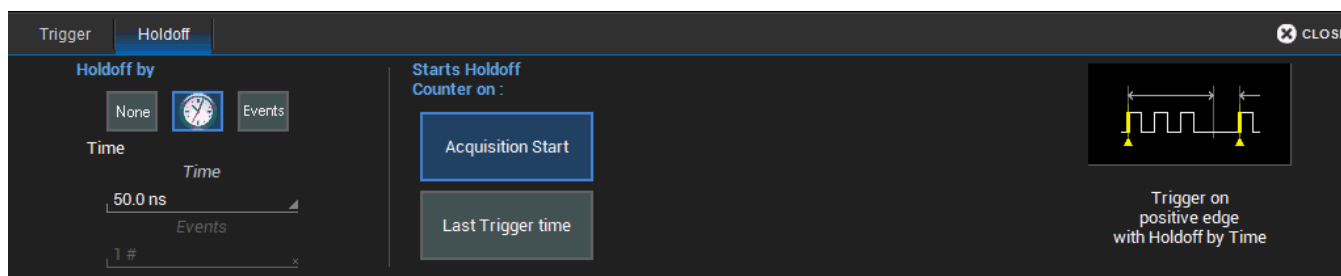 Trigger
Holdoff
CLOS
Holdoff by
None
Events
Time
Time
50.0 ns
Events
1 #
Starts Holdoff
Counter on :
Acquisition Start
Last Trigger time
Trigger on
positive edge
with Holdoff by Time